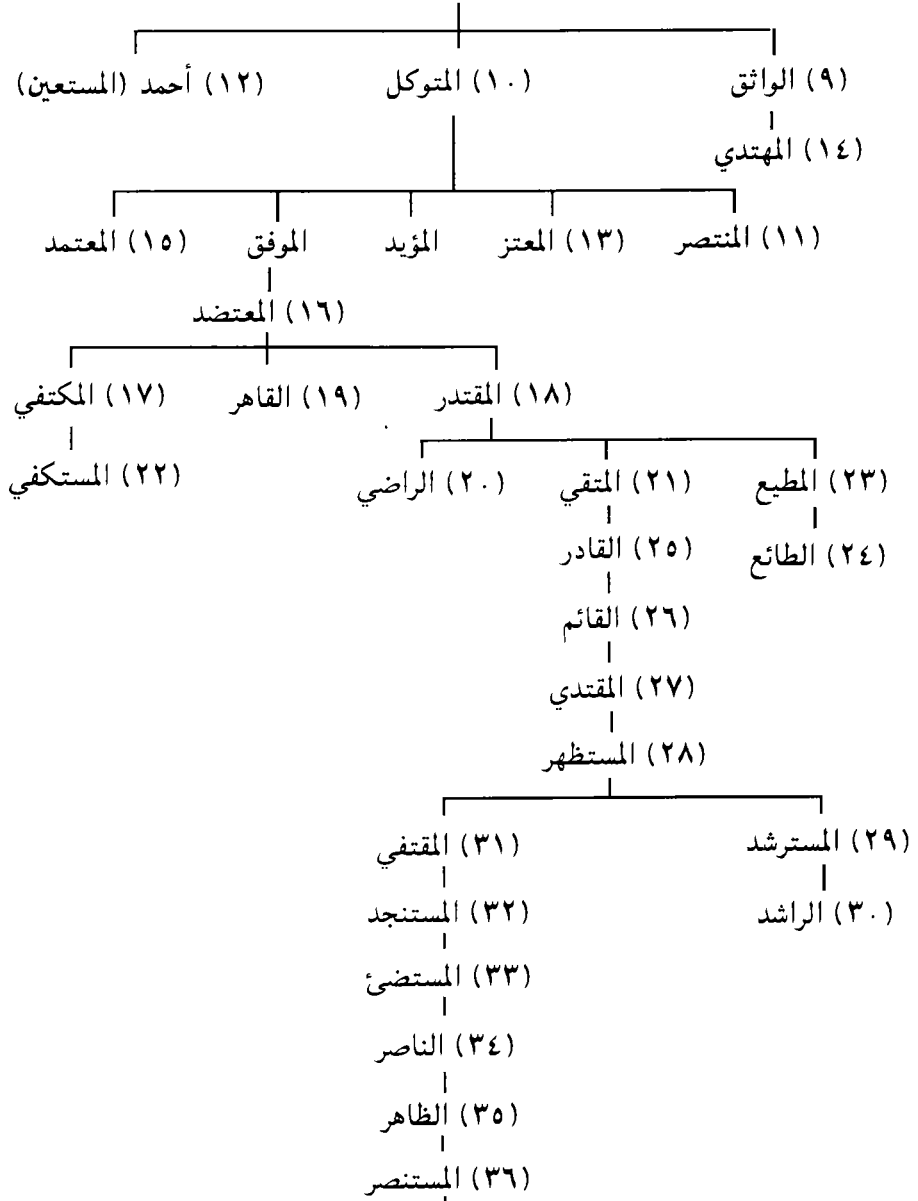 (٩) الواثق (١٠) المتوكل (١٢) أحمد (المستعين)
(١٤) المهتدي
(١١) المنتصر (١٣) المعتز المؤيد الموفق (١٥) المعتمد
(١٦) المعتضد
(١٨) المقتدر (١٩) القاهر (١٧) المكتفي
(٢٣) المطيع (٢١) المتقي (٢٠) الراضي (٢٢) المستكفي
(٢٤) الطائع (٢٥) القادر
(٢٦) القائم
(٢٧) المقتدي
(٢٨) المستظهر
(٢٩) المسترشد (٣١) المقتفي
(٣٠) الراشد (٣٢) المستنجد
(٣٣) المستضئ
(٣٤) الناصر
(٣٥) الظاهر
(٣٦) المستنصر